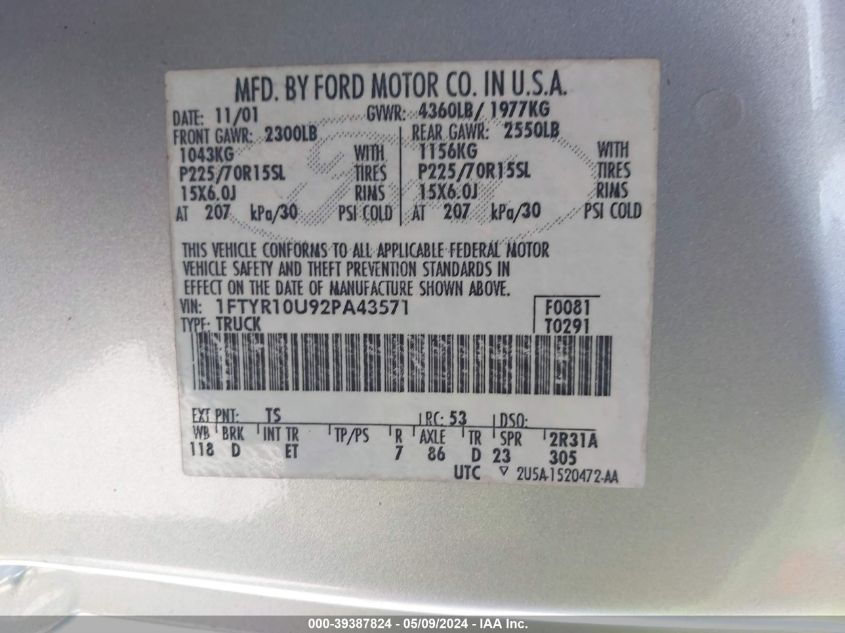 MFD. BY FORD MOTOR CO. IN U.S.A.
DATE: 11/01 GVWR: 4360LB/ 1977KG
FRONT GAWR: 2300LB REAR GAWR: 2550LB
1043KG WITH 1156KG WITH
P225/70R15SL TIRES P225/70R15SL TIRES
15X6.0J RIMS 15X6.0J RIMS
AT 207 kPa/30 PSI COLD AT 207 kPa/30 PSI COLD
THIS VEHICLE CONFORMS TO ALL APPLICABLE FEDERAL MOTOR
VEHICLE SAFETY AND THEFT PREVENTION STANDARDS IN
EFFECT ON THE DATE OF MANUFACTURE SHOWN ABOVE.
VIN: 1FTYR10U92PA43571 F0081
TYPE: TRUCK T0291
EXT PNT: TS RC: 53 DSO:
WB BRK INT TR TP/PS R AXLE TR SPR 2R31A
118 D ET 7 86 D 23 305
UTC ▽ 2U5A-1520472-AA
000-39387824 - 05/09/2024 - IAA Inc.